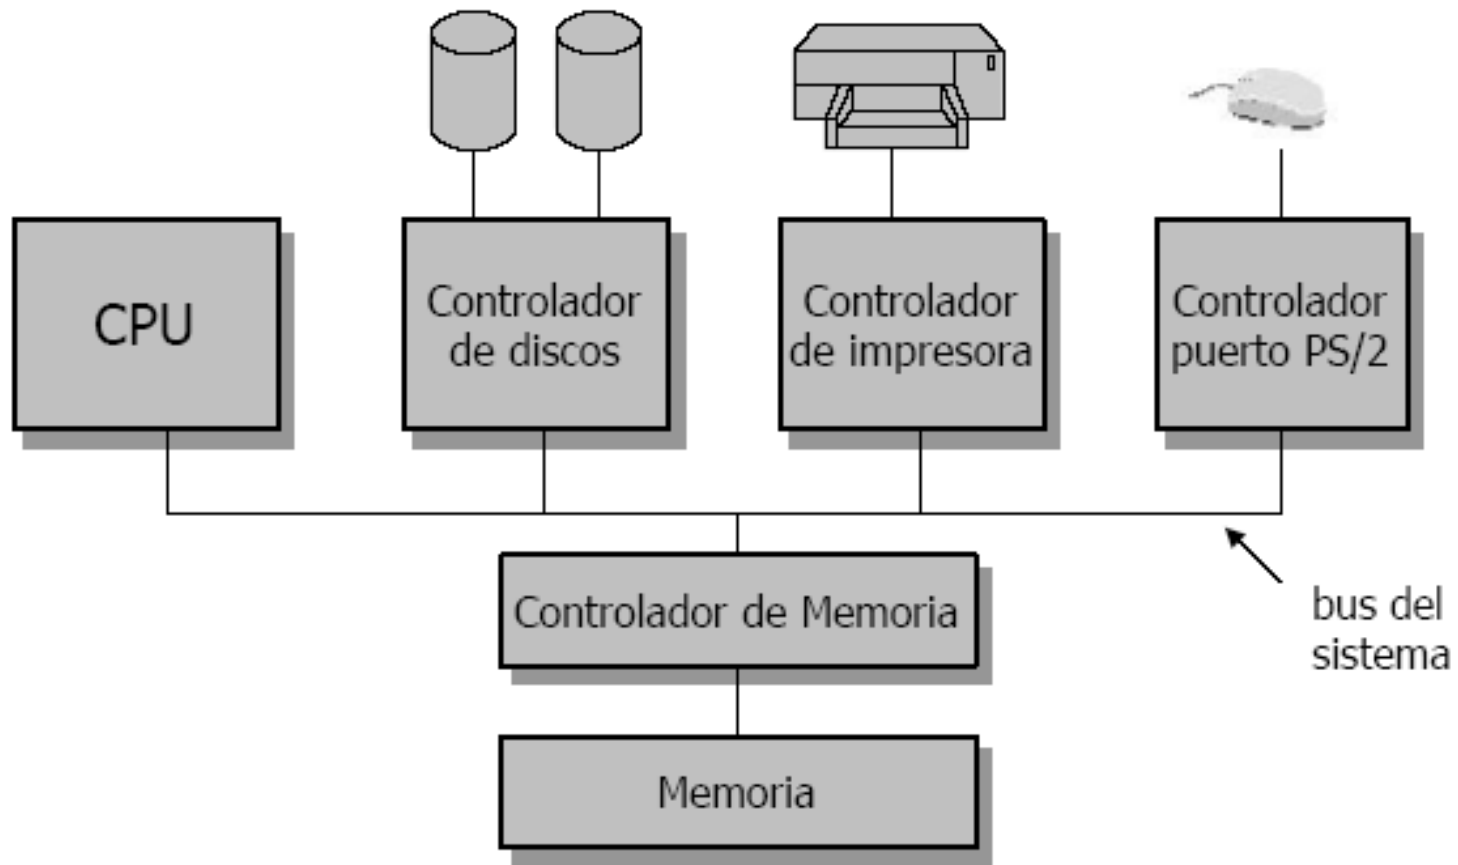 CPU
Controlador
de discos
Controlador
de impresora
Controlador
puerto PS/2
Controlador de Memoria
bus del
sistema
Memoria